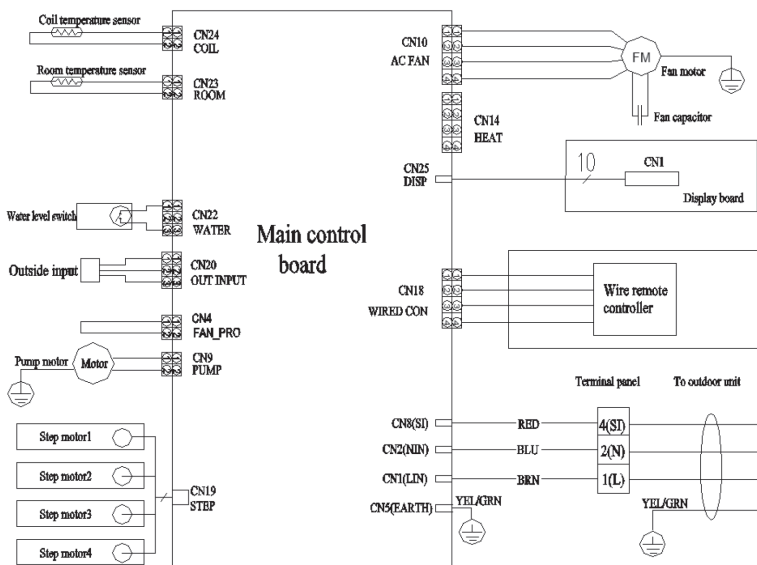 Coil temperature sensor
CN24
COIL
Room temperature sensor
CN23
ROOM
Water level switch
CN22
WATER
Outside input
CN20
OUT INPUT
CN4
FAN_PRO
Pump motor
Motor
CN9
PUMP
Step motor1
Step motor2
Step motor3
Step motor4
CN19
STEP
Main control
board
CN10
AC FAN
FM
Fan motor
Fan capacitor
CN14
HEAT
CN25
DISP
10
CN1
Display board
CN18
WIRED CON
Wire remote
controller
Terminal panel
To outdoor unit
CN8(SI)
RED
4(SI)
CN2(NIN)
BLU
2(N)
CN1(LIN)
BRN
1(L)
CN5(EARTH)
YEL/GRN
YEL/GRN